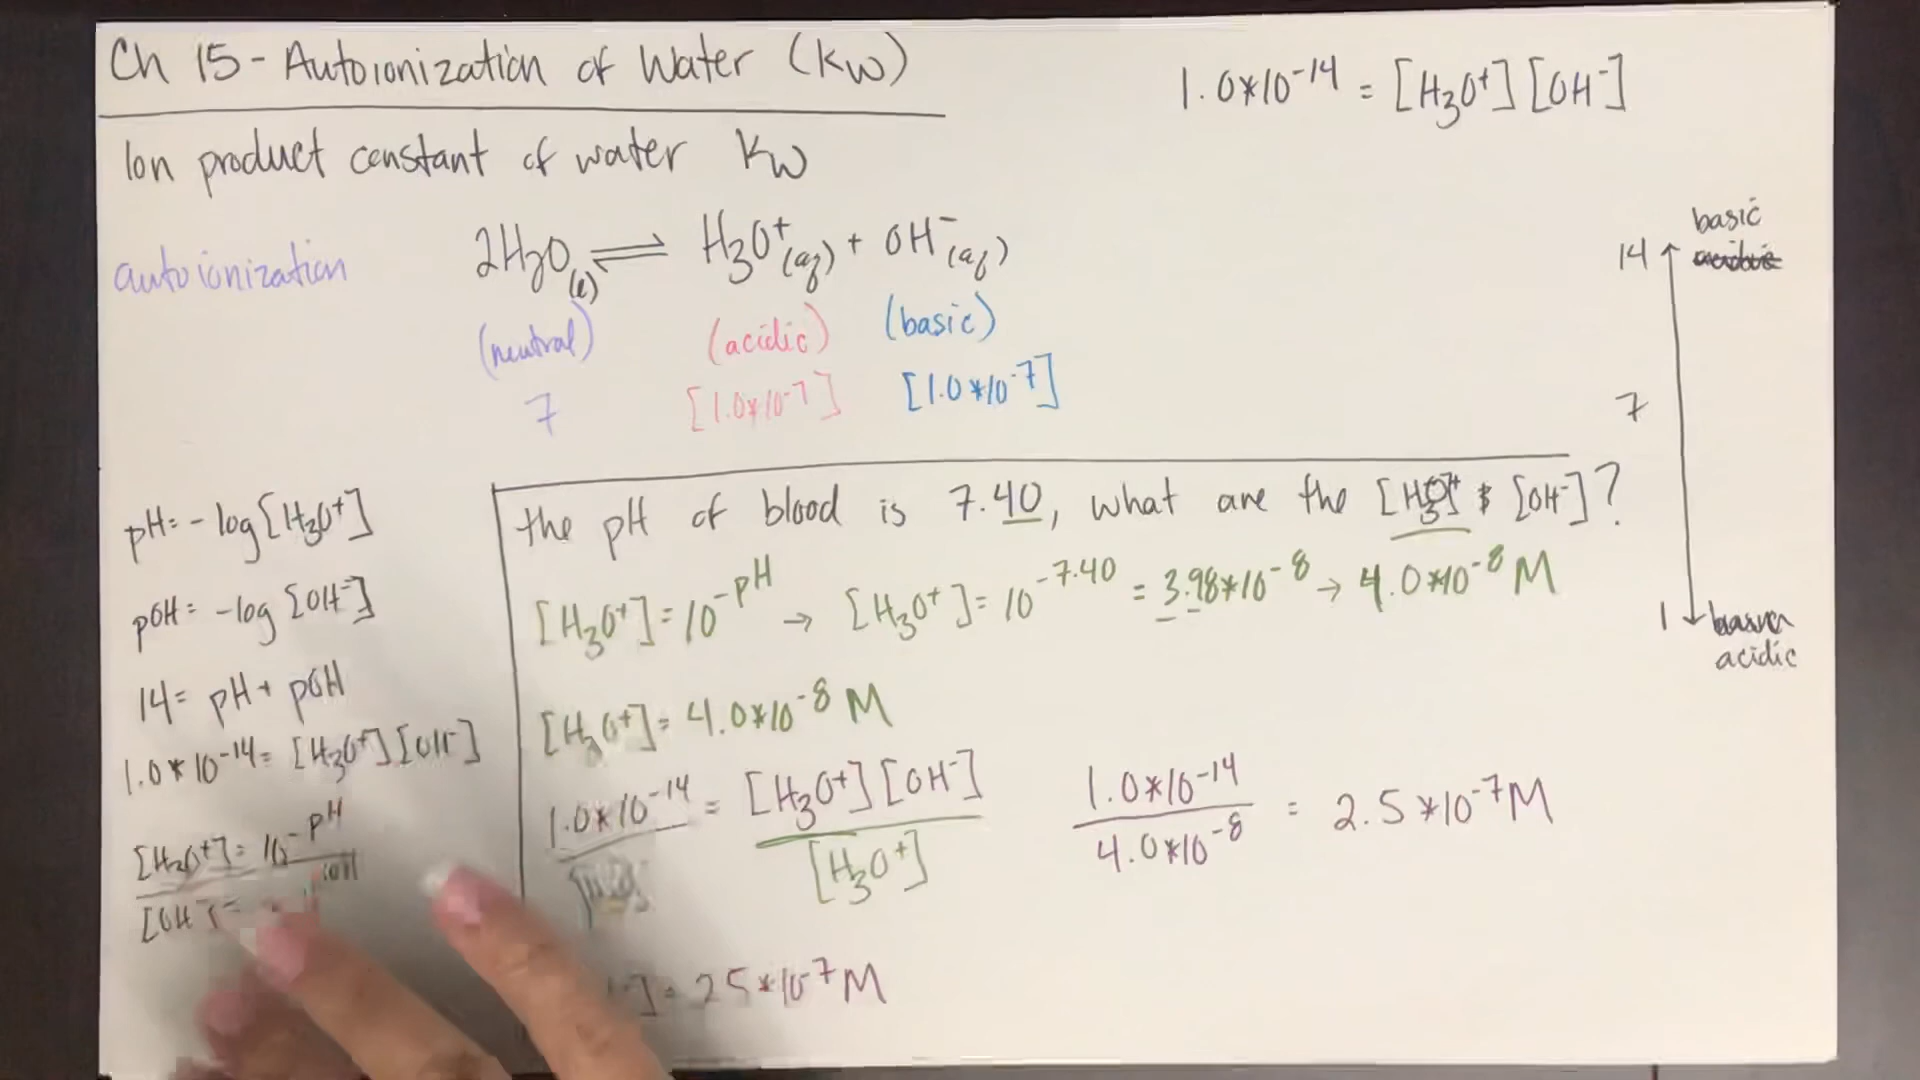 Ch 15 - Autoionization of Water (Kw)
1.0*10⁻¹⁴ = [H₃O⁺][OH⁻]
Ion product constant of water Kw
autoionization
2H₂O(l) ⇌ H₃O⁺(aq) + OH⁻(aq)
(neutral) (acidic) (basic)
7 [1.0*10⁻⁷] [1.0*10⁻⁷]
basic
14
7
1
acidic
pH = -log[H₃O⁺]
pOH = -log[OH⁻]
14 = pH + pOH
1.0*10⁻¹⁴ = [H₃O⁺][OH⁻]
[H₃O⁺] = 10^-pH
[OH⁻] =
the pH of blood is 7.40, what are the [H₃O⁺] & [OH⁻]?
[H₃O⁺] = 10^-pH → [H₃O⁺] = 10^-7.40 = 3.98*10⁻⁸ → 4.0*10⁻⁸ M
[H₃O⁺] = 4.0*10⁻⁸ M
1.0*10⁻¹⁴ = [H₃O⁺][OH⁻]
[H₃O⁺]
1.0*10⁻¹⁴
4.0*10⁻⁸
= 2.5*10⁻⁷ M
] = 2.5*10⁻⁷ M